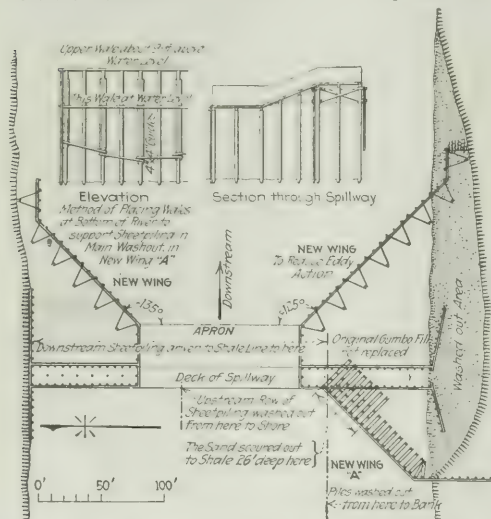 Upper Wale about 3 ft above
Water Level
This Wale at Water Level
Elevation
Section through Spillway
Method of Placing Wales
at Bottom of River to
support Sheetpiling in
Main Washout, in
New Wing "A"
NEW WING
Downstream
NEW WING
To Reduce Eddy
Action
135°
APRON
Downstream Sheetpiling driven to Shale Line to here
Original Gumbo Fill
not replaced
Washed out Area
Deck of Spillway
Upstream Row of
Sheetpiling washed out
from here to Shore
The Sand scoured out
to Shale 26' deep here
NEW WING
"A"
Piles washed out
from here to Bank
0' 50' 100'